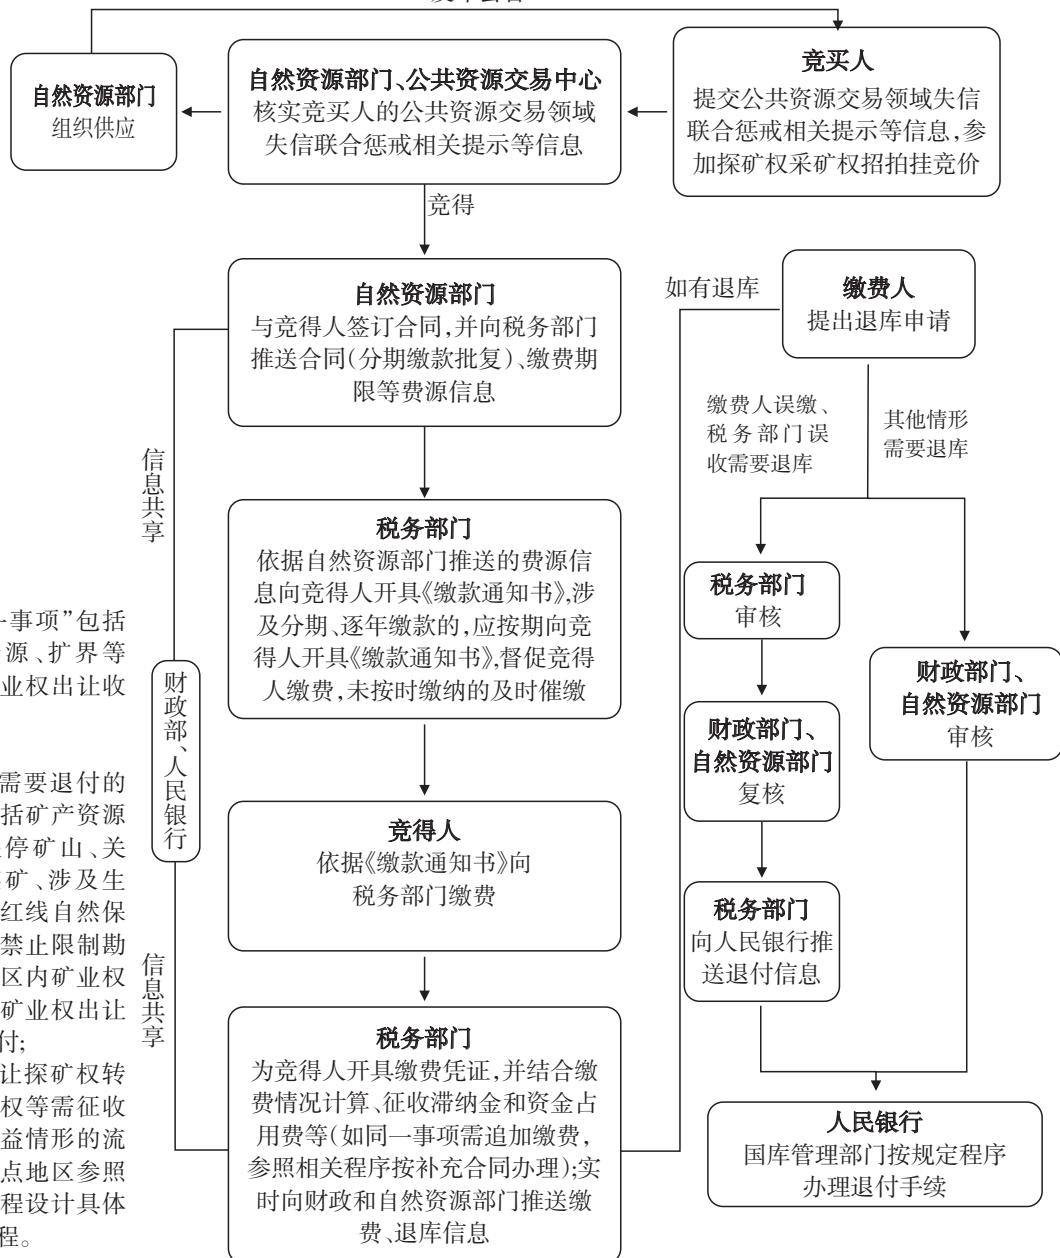 自然资源部门
组织供应
自然资源部门、公共资源交易中心
核实竞买人的公共资源交易领域
失信联合惩戒相关提示等信息
竞买人
提交公共资源交易领域失信
联合惩戒相关提示等信息,参
加探矿权采矿权招拍挂竞价
竞得
自然资源部门
与竞得人签订合同,并向税务部门
推送合同(分期缴款批复)、缴费期
限等费源信息
信息共享
税务部门
依据自然资源部门推送的费源信
息向竞得人开具《缴款通知书》,涉
及分期、逐年缴款的,应按期向竞
得人开具《缴款通知书》,督促竞得
人缴费,未按时缴纳的及时催缴
财政部、人民银行
竞得人
依据《缴款通知书》向
税务部门缴费
信息共享
税务部门
为竞得人开具缴费凭证,并结合缴
费情况计算、征收滞纳金和资金占
用费等(如同一事项需追加缴费,
参照相关程序按补充合同办理);实
时向财政和自然资源部门推送缴
费、退库信息
如有退库
缴费人
提出退库申请
缴费人误缴、
税务部门误
收需要退库
其他情形
需要退库
税务部门
审核
财政部门、
自然资源部门
复核
税务部门
向人民银行推
送退付信息
财政部门、
自然资源部门
审核
人民银行
国库管理部门按规定程序
办理退付手续
一事项”包括
源、扩界等
业权出让收
需要退付的
括矿产资源
停矿山、关
矿、涉及生
红线自然保
禁止限制勘
区内矿业权
矿业权出让
付;
让探矿权转
权等需征收
益情形的流
点地区参照
程设计具体
程。